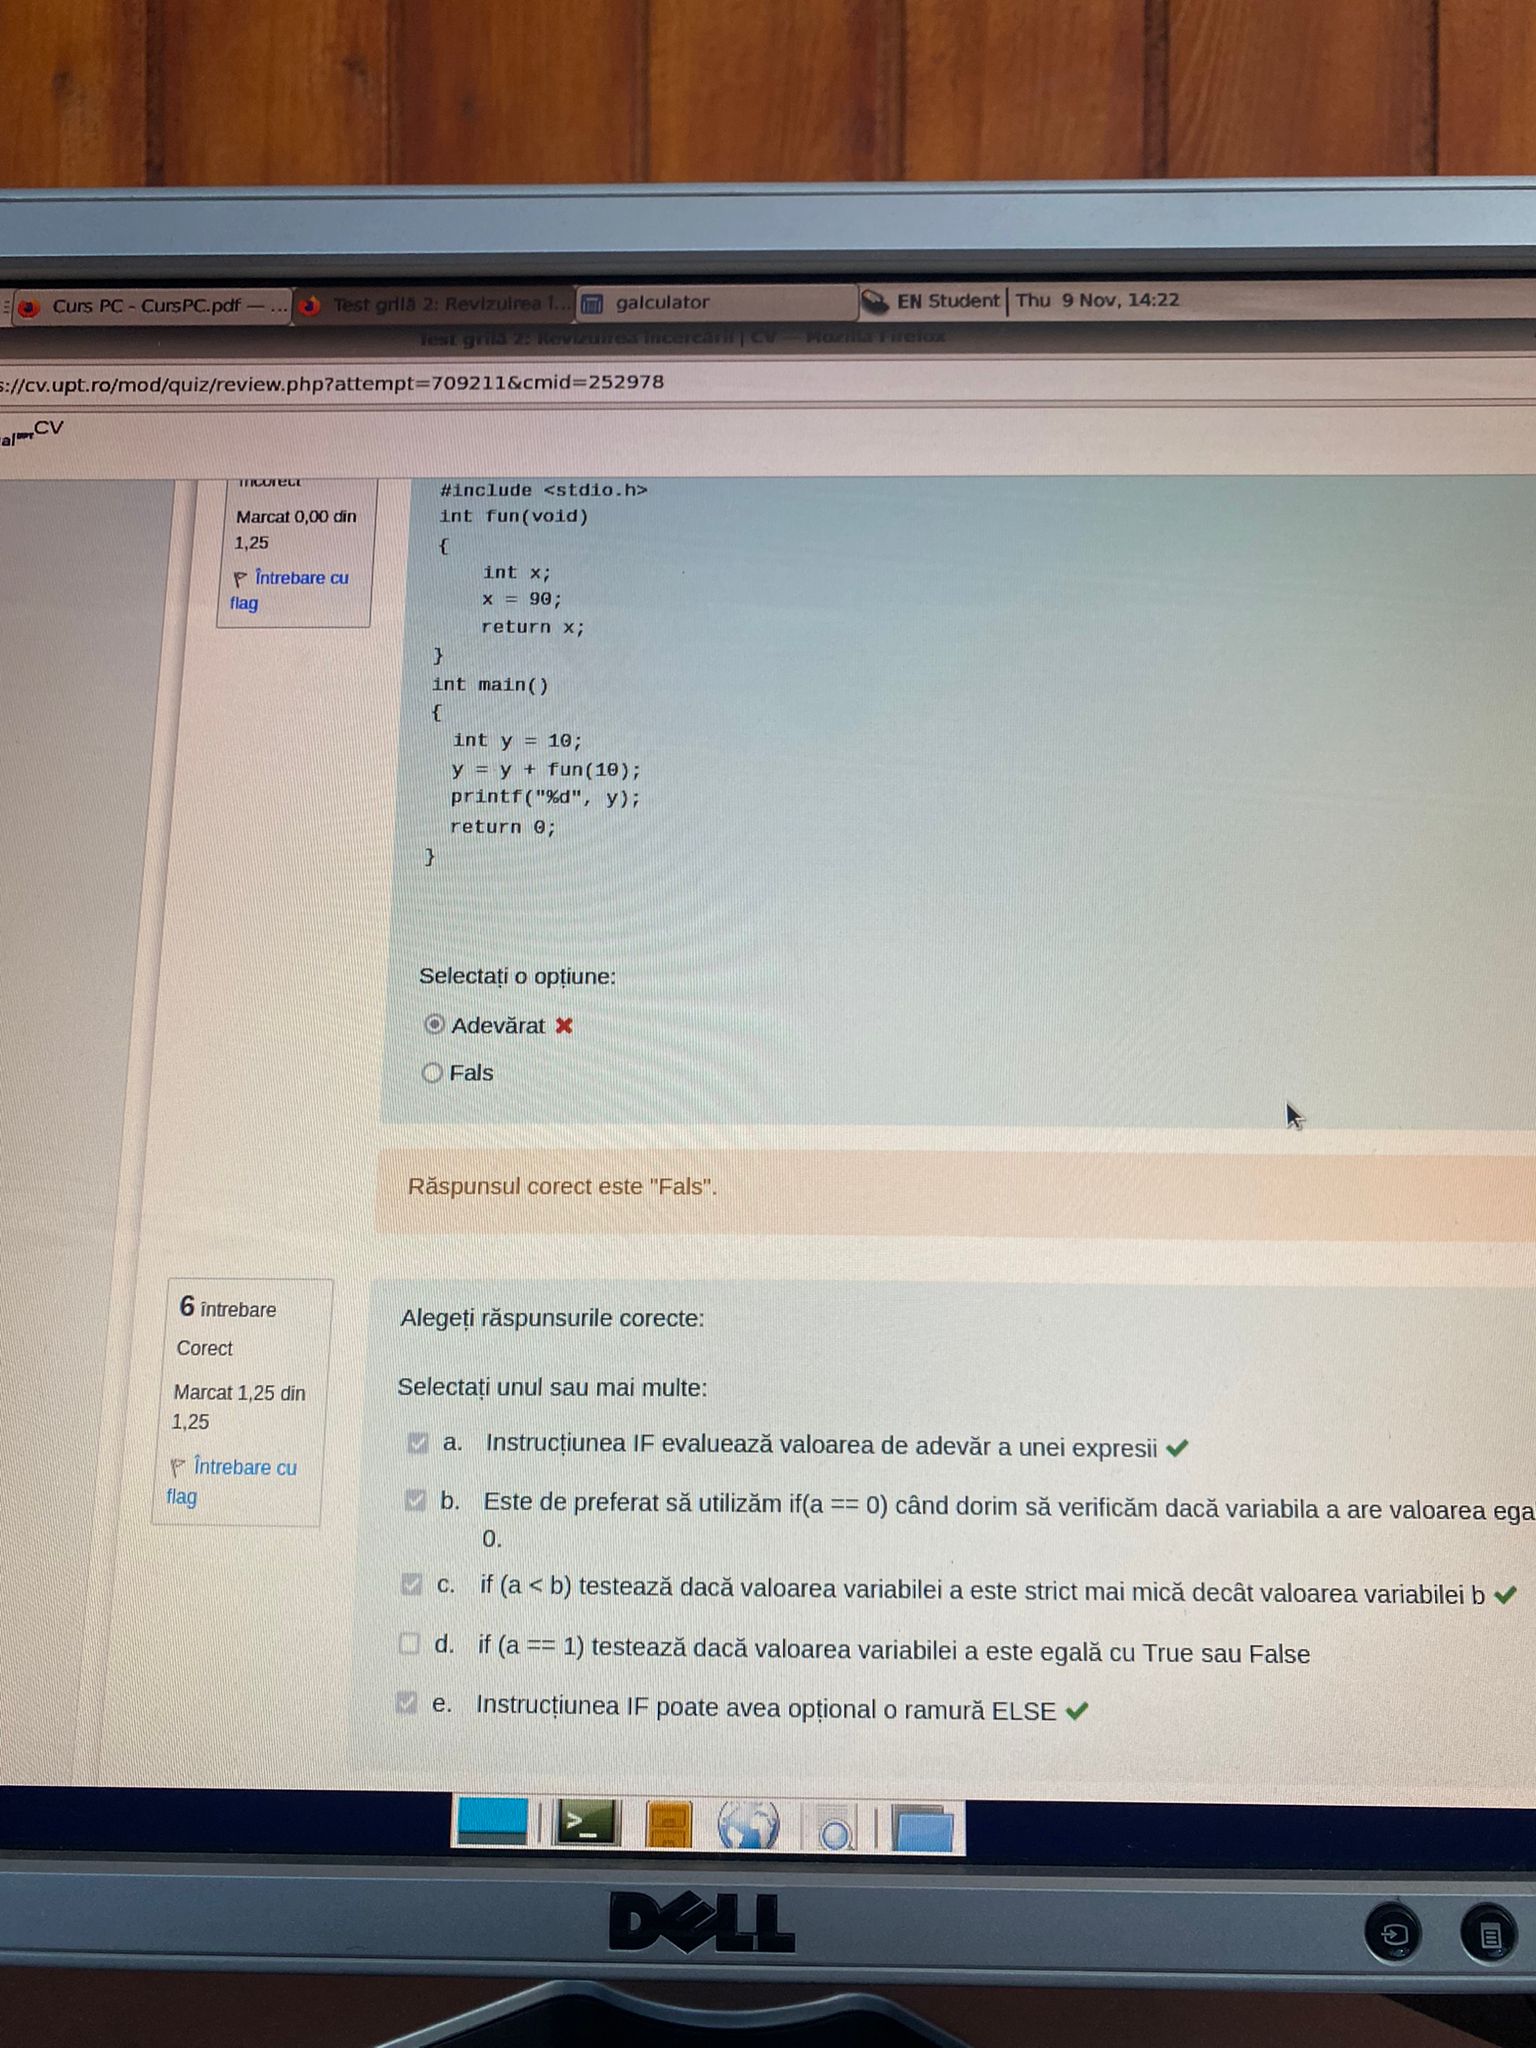 Curs PC - CursPC.pdf — ...
Test grilă 2: Revizuirea î...
galculator
EN Student
Thu 9 Nov, 14:22
Test grilă 2: Revizuirea încercării | CV — Mozilla Firefox
s://cv.upt.ro/mod/quiz/review.php?attempt=709211&cmid=252978
CV
Incorect
Marcat 0,00 din
1,25
Întrebare cu
flag
#include <stdio.h>
int fun(void)
{
int x;
x = 90;
return x;
}
int main()
{
int y = 10;
y = y + fun(10);
printf("%d", y);
return 0;
}
Selectați o opțiune:
Adevărat
Fals
Răspunsul corect este "Fals".
6 întrebare
Corect
Marcat 1,25 din
1,25
Întrebare cu
flag
Alegeți răspunsurile corecte:
Selectați unul sau mai multe:
a. Instrucțiunea IF evaluează valoarea de adevăr a unei expresii
b. Este de preferat să utilizăm if(a == 0) când dorim să verificăm dacă variabila a are valoarea ega
0.
c. if (a < b) testează dacă valoarea variabilei a este strict mai mică decât valoarea variabilei b
d. if (a == 1) testează dacă valoarea variabilei a este egală cu True sau False
e. Instrucțiunea IF poate avea opțional o ramură ELSE
DELL